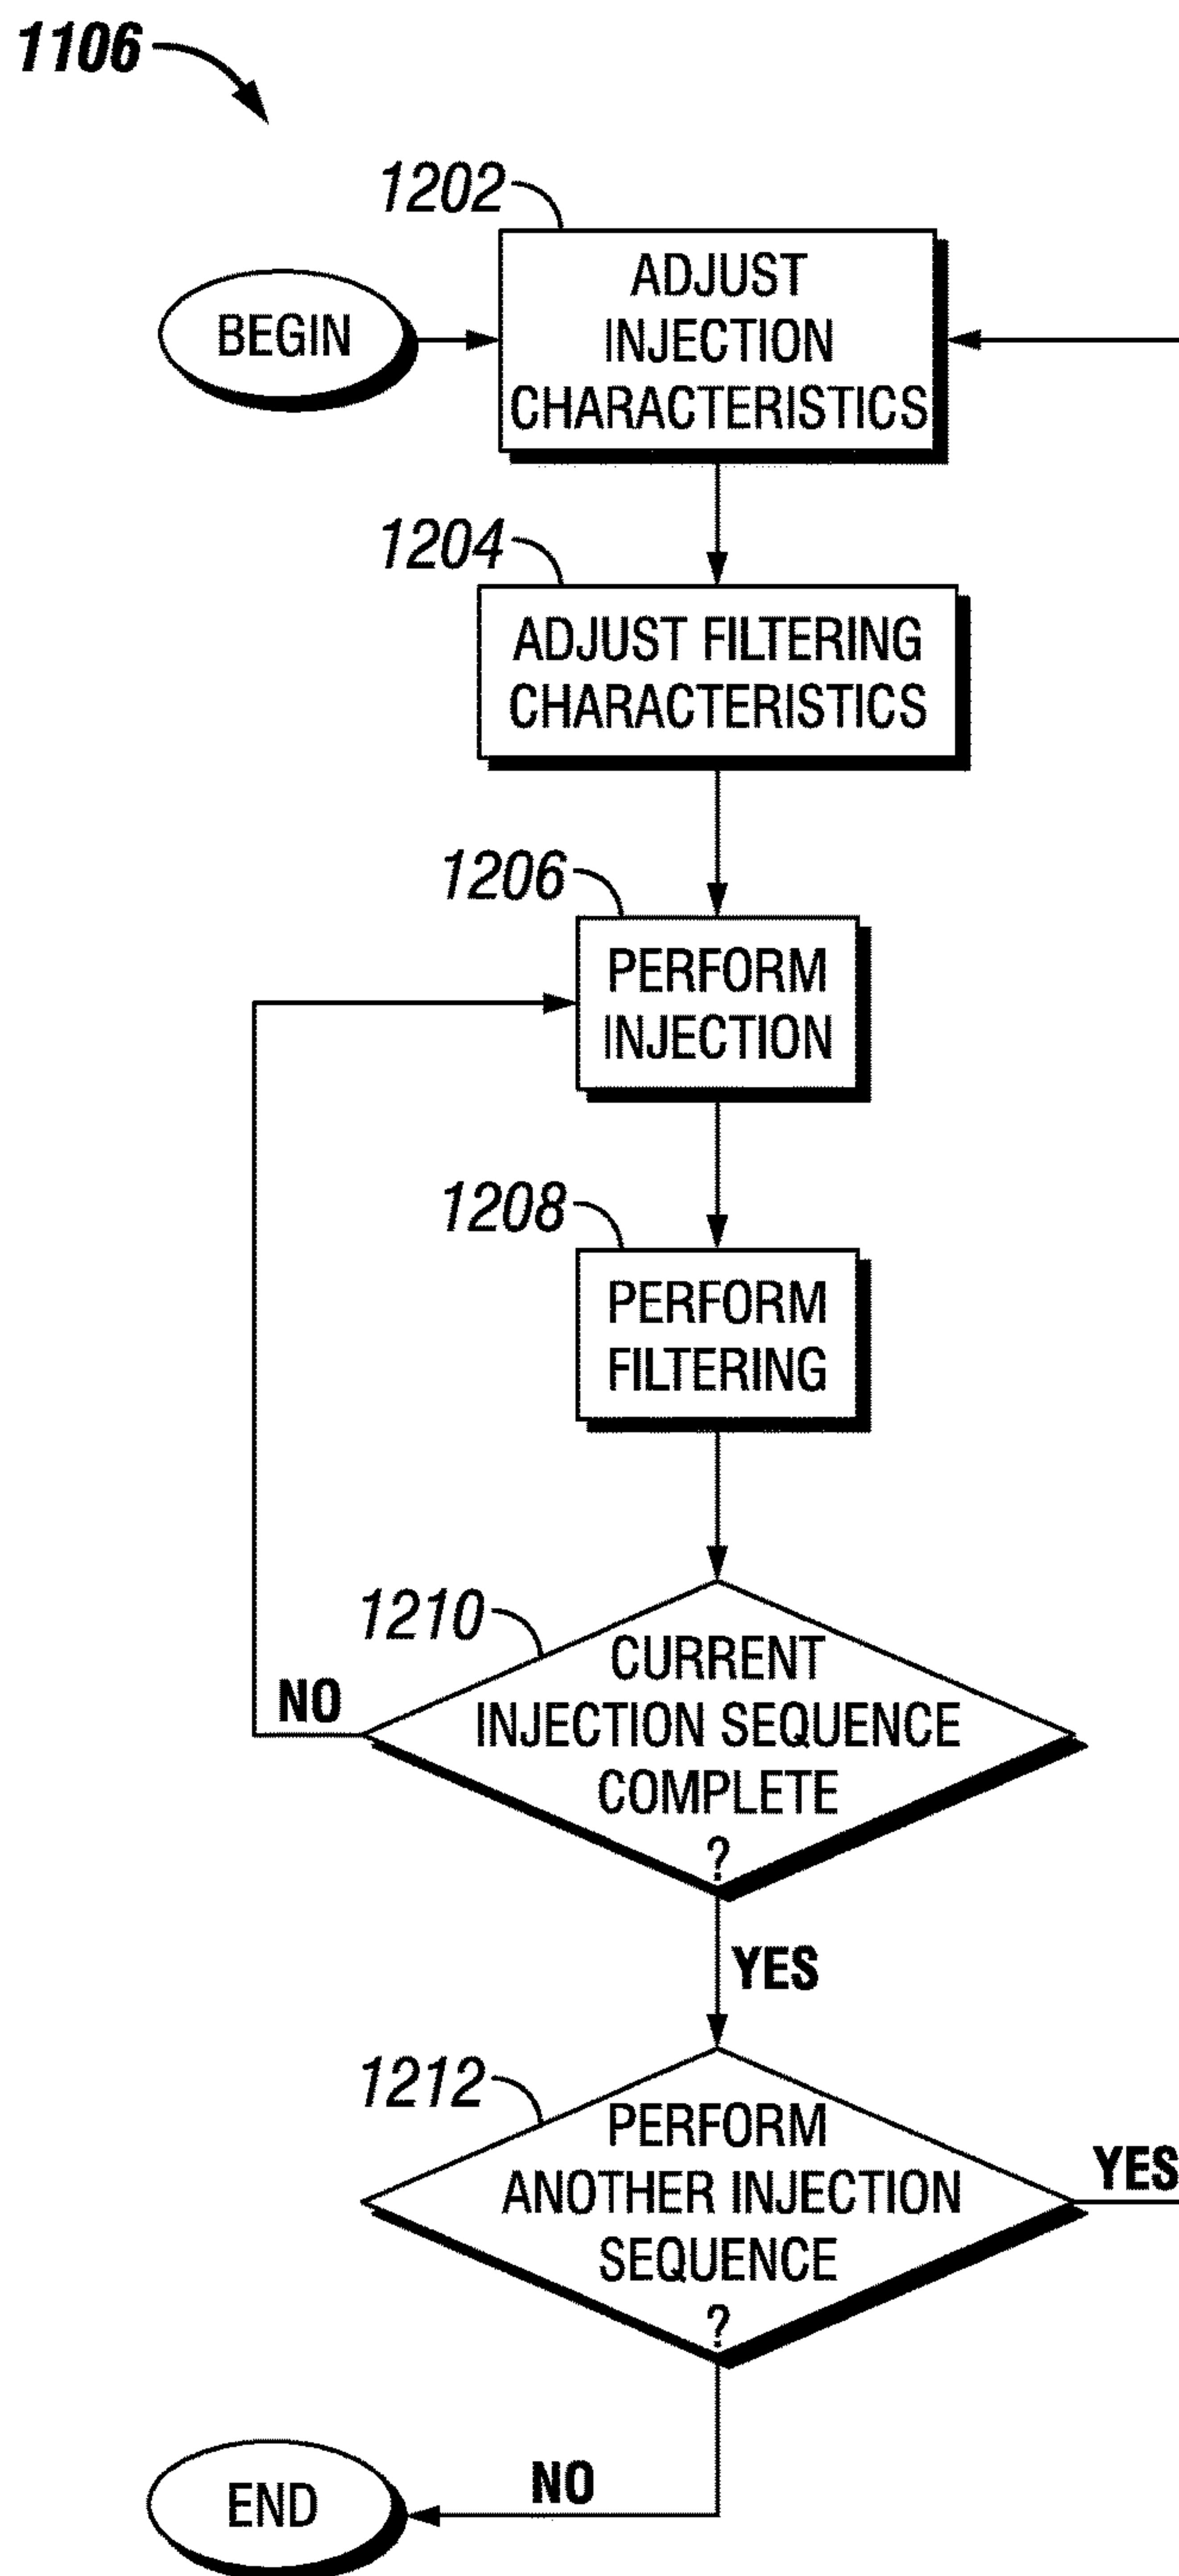 1106
1202
BEGIN
ADJUST
INJECTION
CHARACTERISTICS
1204
ADJUST FILTERING
CHARACTERISTICS
1206
PERFORM
INJECTION
1208
PERFORM
FILTERING
1210
CURRENT
INJECTION SEQUENCE
COMPLETE
?
NO
YES
1212
PERFORM
ANOTHER INJECTION
SEQUENCE
?
YES
NO
END